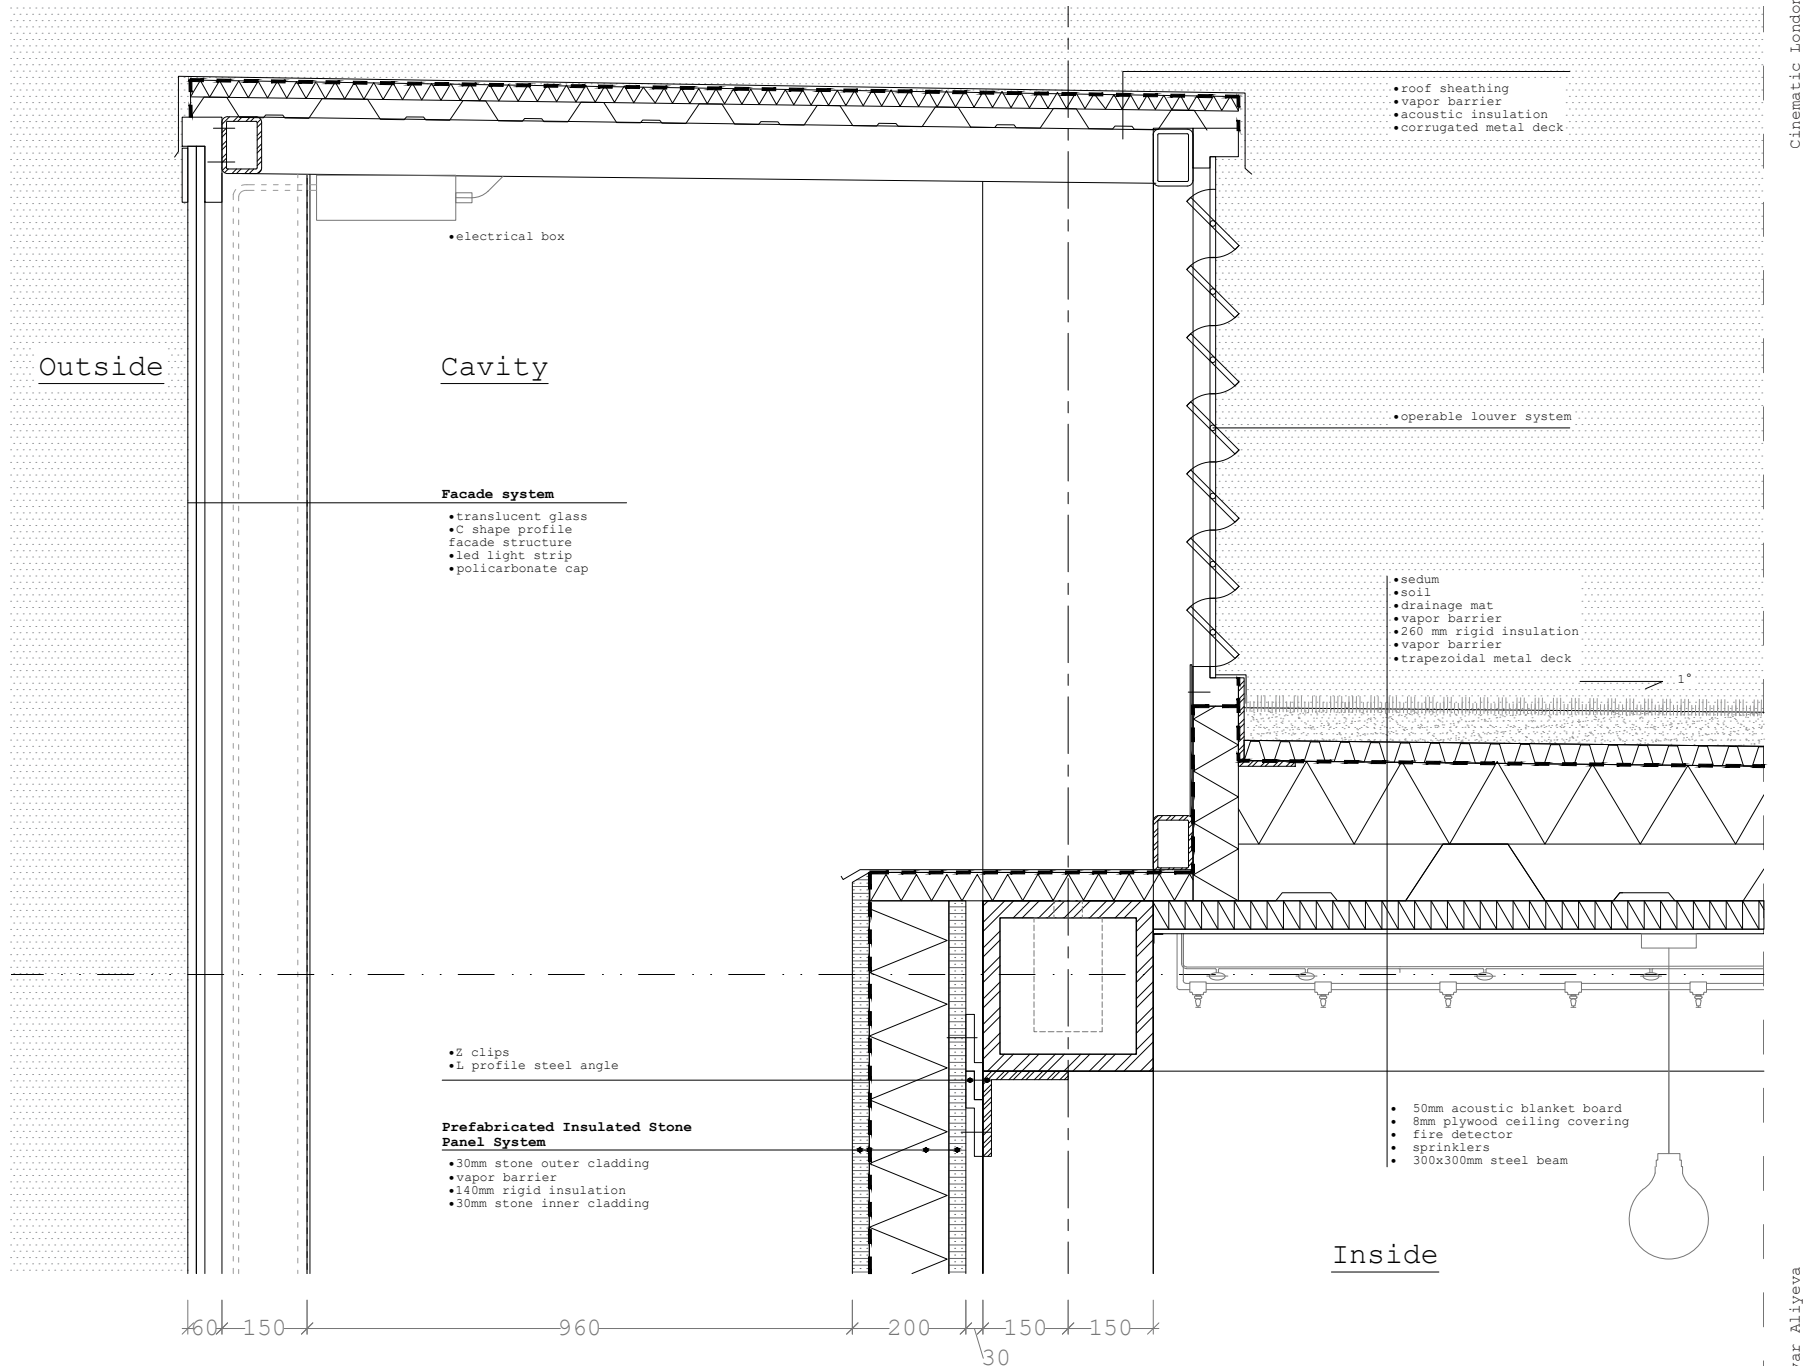 Cinematic London
•roof sheathing
•vapor barrier
•acoustic insulation
•corrugated metal deck
•electrical box
Outside
Cavity
•operable louver system
Facade system
•translucent glass
•C shape profile
facade structure
•led light strip
•policarbonate cap
•sedum
•soil
•drainage mat
•vapor barrier
•260 mm rigid insulation
•vapor barrier
•trapezoidal metal deck
1°
•Z clips
•L profile steel angle
Prefabricated Insulated Stone
Panel System
•30mm stone outer cladding
•vapor barrier
•140mm rigid insulation
•30mm stone inner cladding
• 50mm acoustic blanket board
• 8mm plywood ceiling covering
• fire detector
• sprinklers
• 300x300mm steel beam
Inside
60 150 960 200 150 150
30
Aliyeva